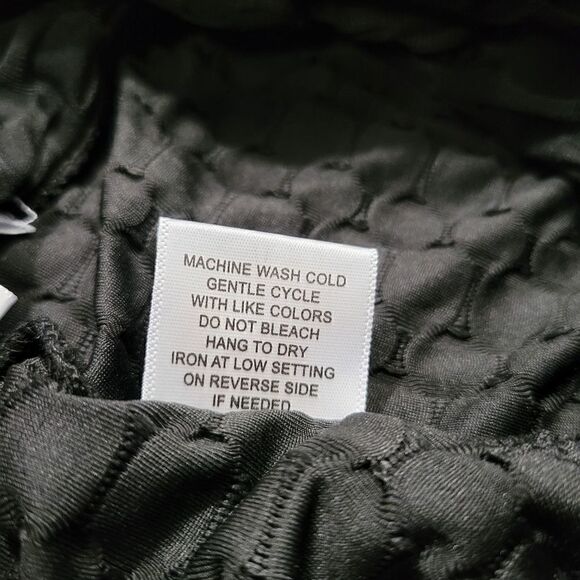 MACHINE WASH COLD
GENTLE CYCLE
WITH LIKE COLORS
DO NOT BLEACH
HANG TO DRY
IRON AT LOW SETTING
ON REVERSE SIDE
IF NEEDED